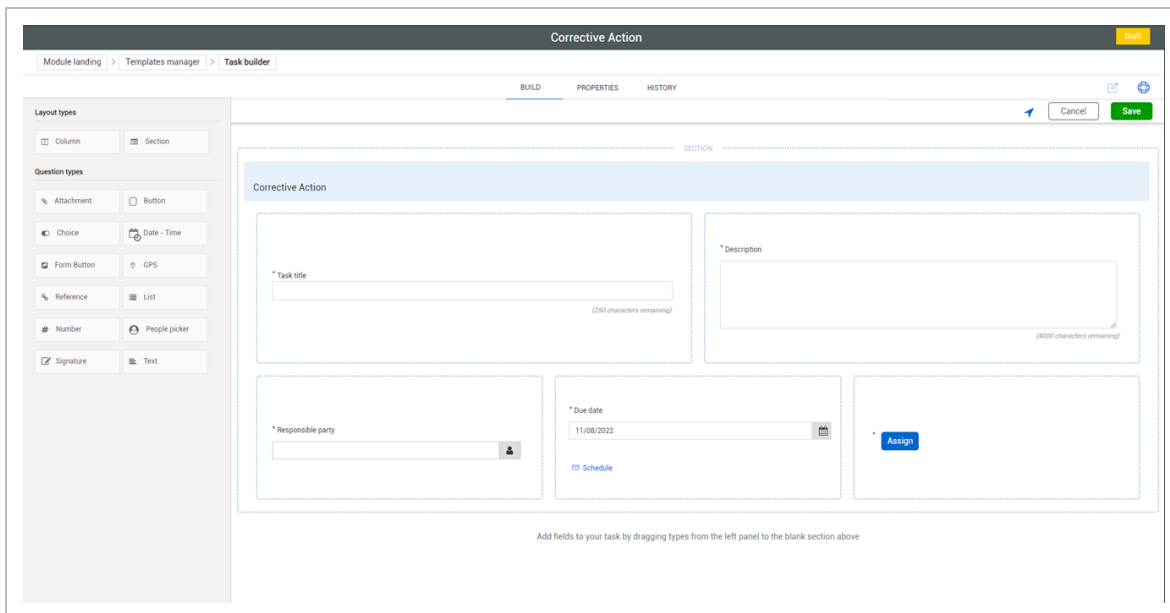 Corrective Action
Draft
Module landing > Templates manager > Task builder
BUILD PROPERTIES HISTORY
Cancel Save
Layout types
Column Section
Question types
Attachment Button
Choice Date - Time
Form Button GPS
Reference List
Number People picker
Signature Text
SECTION
Corrective Action
* Task title
(250 characters remaining)
* Description
(4000 characters remaining)
* Responsible party
* Due date
11/08/2022
Schedule
* Assign
Add fields to your task by dragging types from the left panel to the blank section above